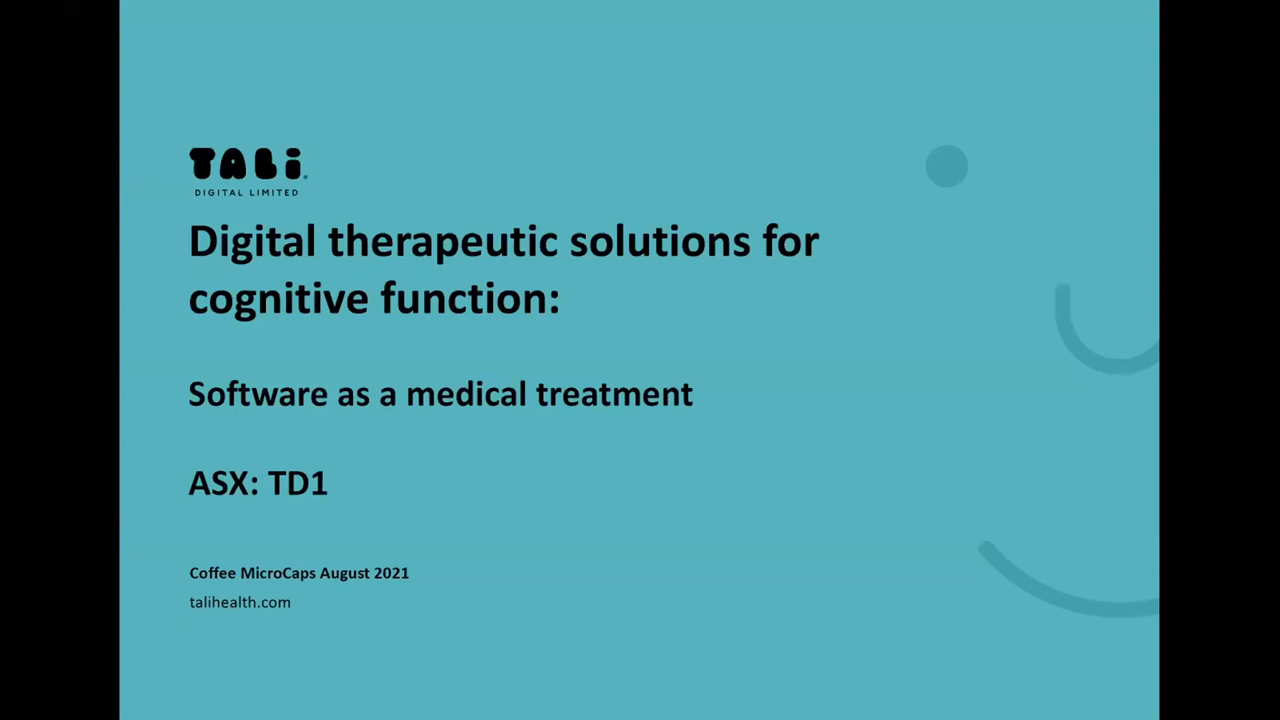 TALi
DIGITAL LIMITED
Digital therapeutic solutions for
cognitive function:
Software as a medical treatment
ASX: TD1
Coffee MicroCaps August 2021
talihealth.com